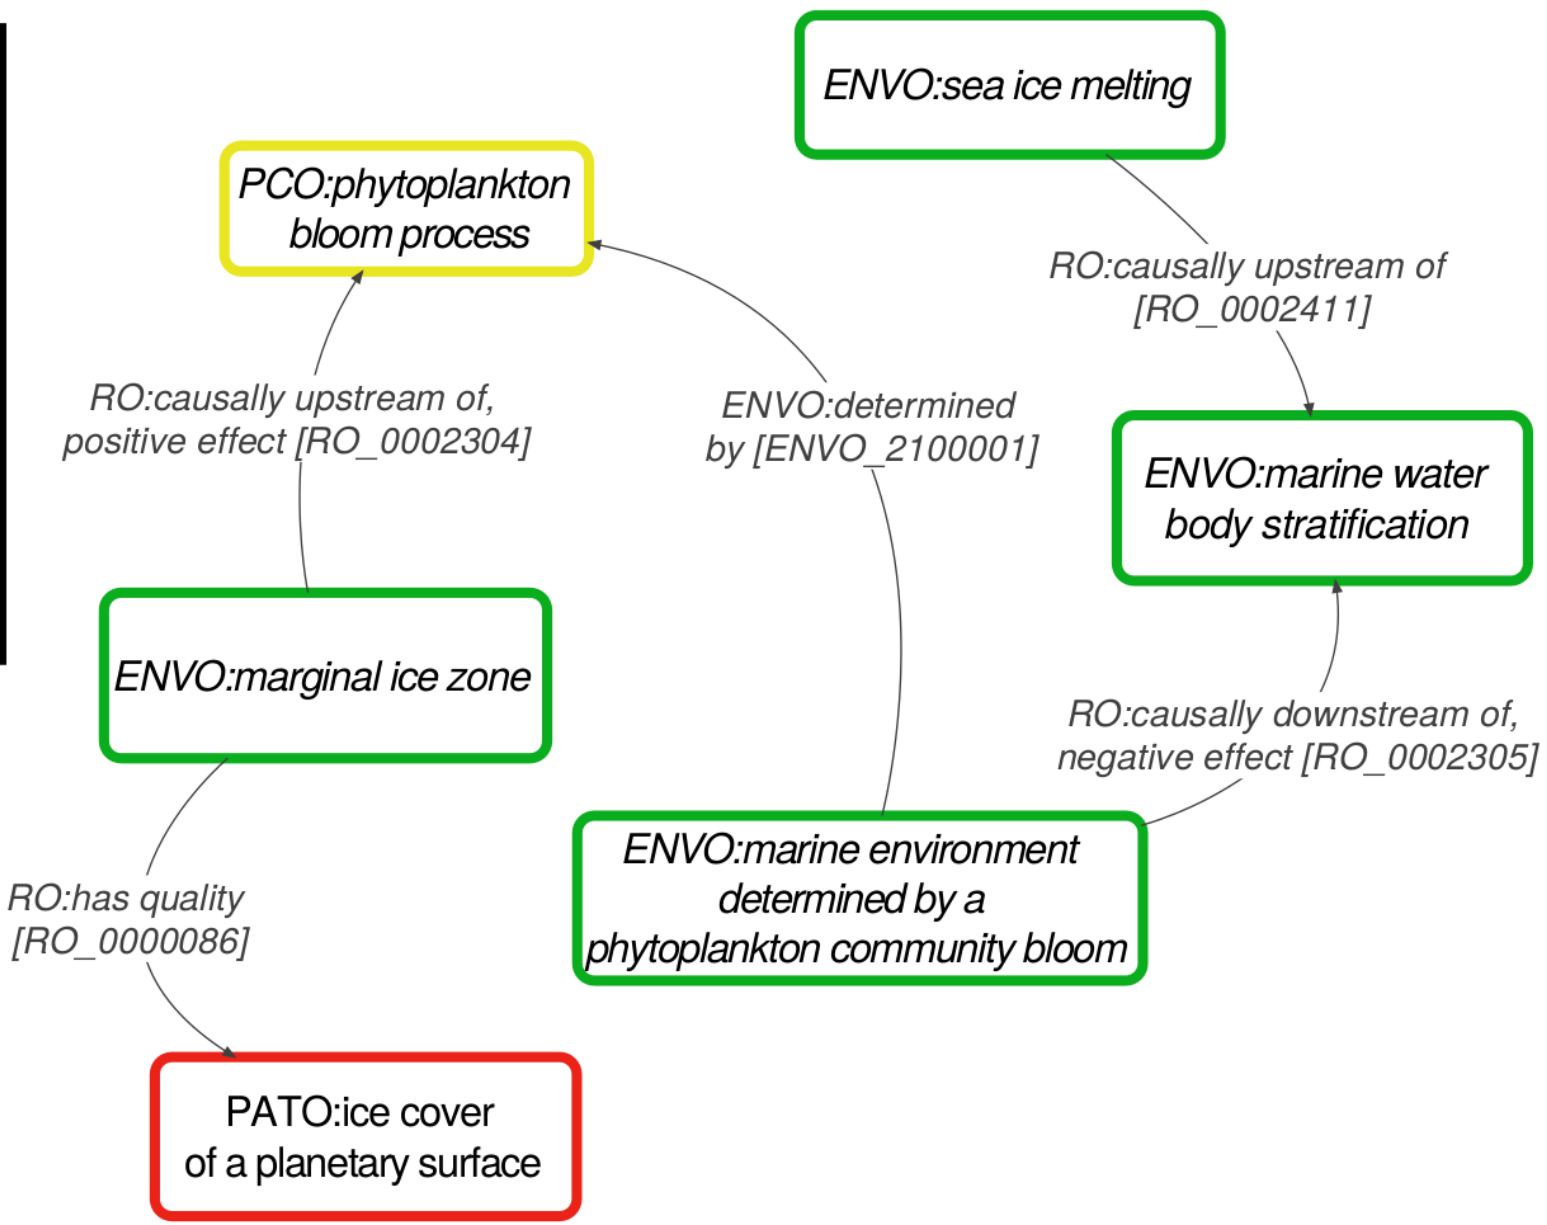 ENVO:sea ice melting
PCO:phytoplankton
bloom process
RO:causally upstream of
[RO_0002411]
RO:causally upstream of,
positive effect [RO_0002304]
ENVO:determined
by [ENVO_2100001]
ENVO:marine water
body stratification
ENVO:marginal ice zone
RO:causally downstream of,
negative effect [RO_0002305]
ENVO:marine environment
determined by a
phytoplankton community bloom
RO:has quality
[RO_0000086]
PATO:ice cover
of a planetary surface